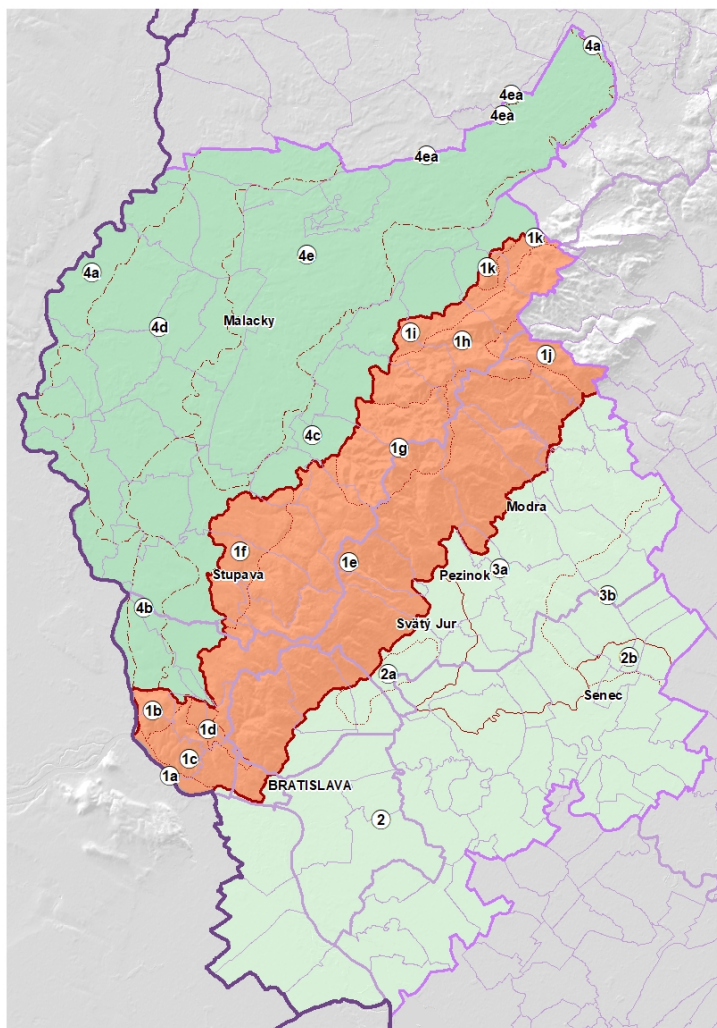 4a
4ea
4ea
4ea
1k
4e
1k
4a
4d
Malacky
1i
1h
1j
4c
1g
Modra
1f
Stupava
1e
Pezinok
3a
3b
4b
Svätý Jur
2b
2a
Senec
1b
1d
1c
1a
BRATISLAVA
2